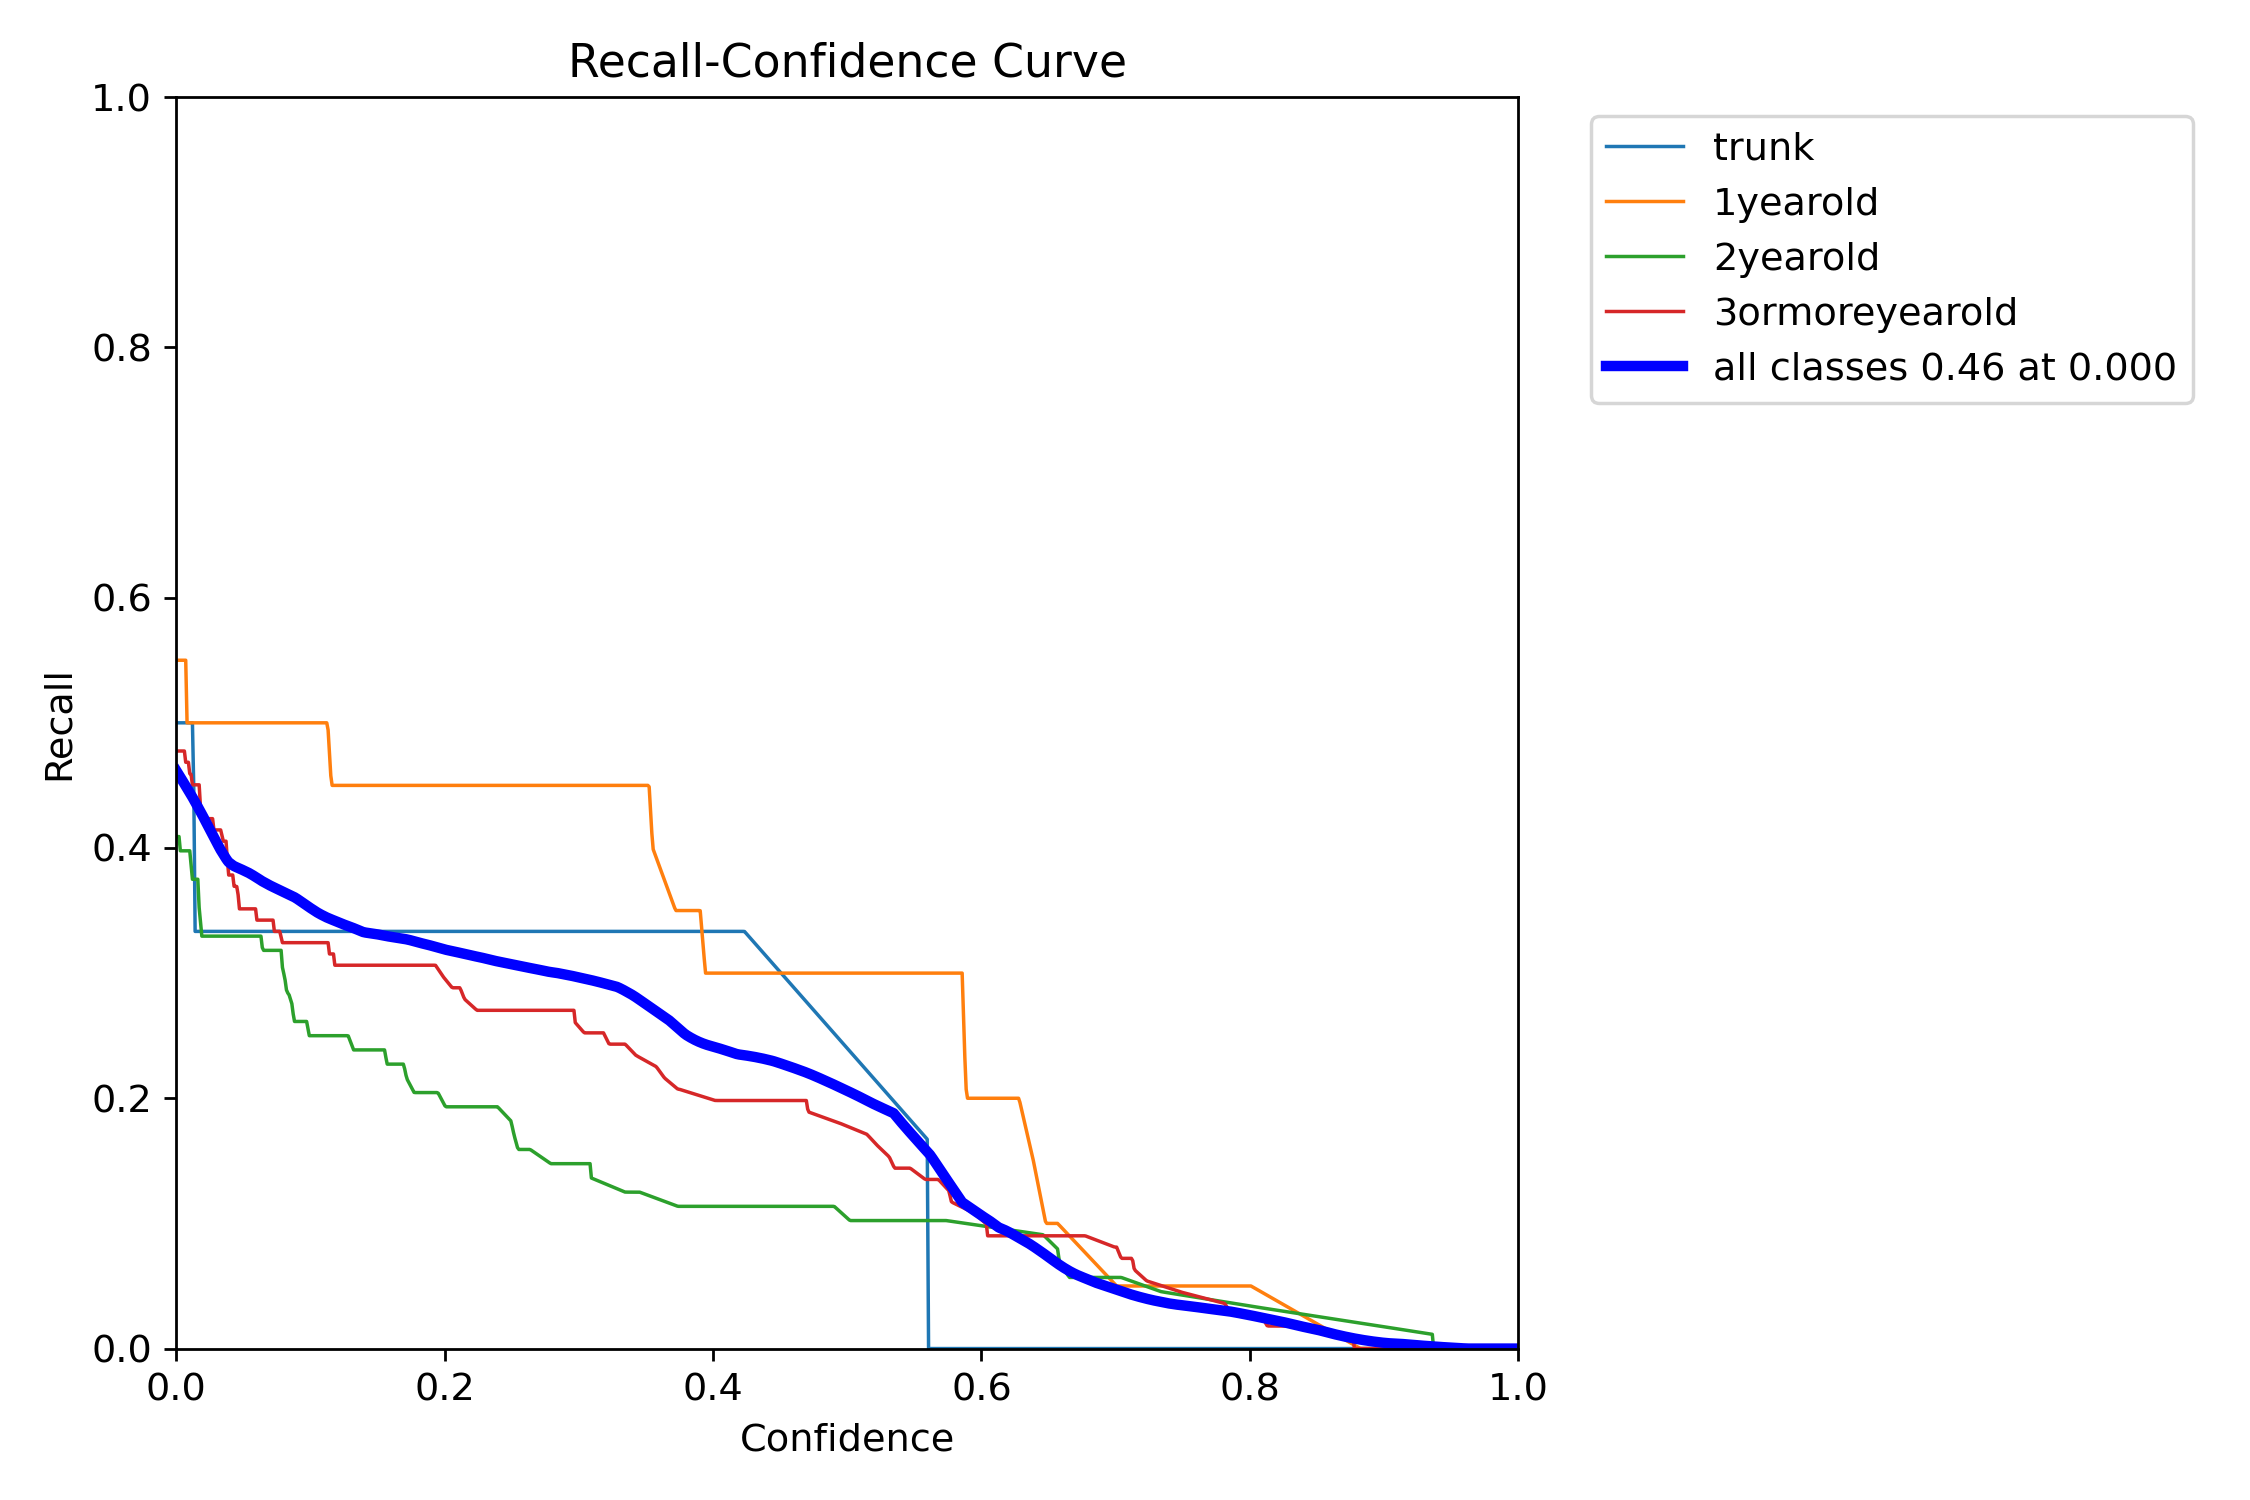 Recall-Confidence Curve
1.0
0.8
0.6
0.4
0.2
0.0
Recall
0.0 0.2 0.4 0.6 0.8 1.0
Confidence
trunk
1yearold
2yearold
3ormoreyearold
all classes 0.46 at 0.000